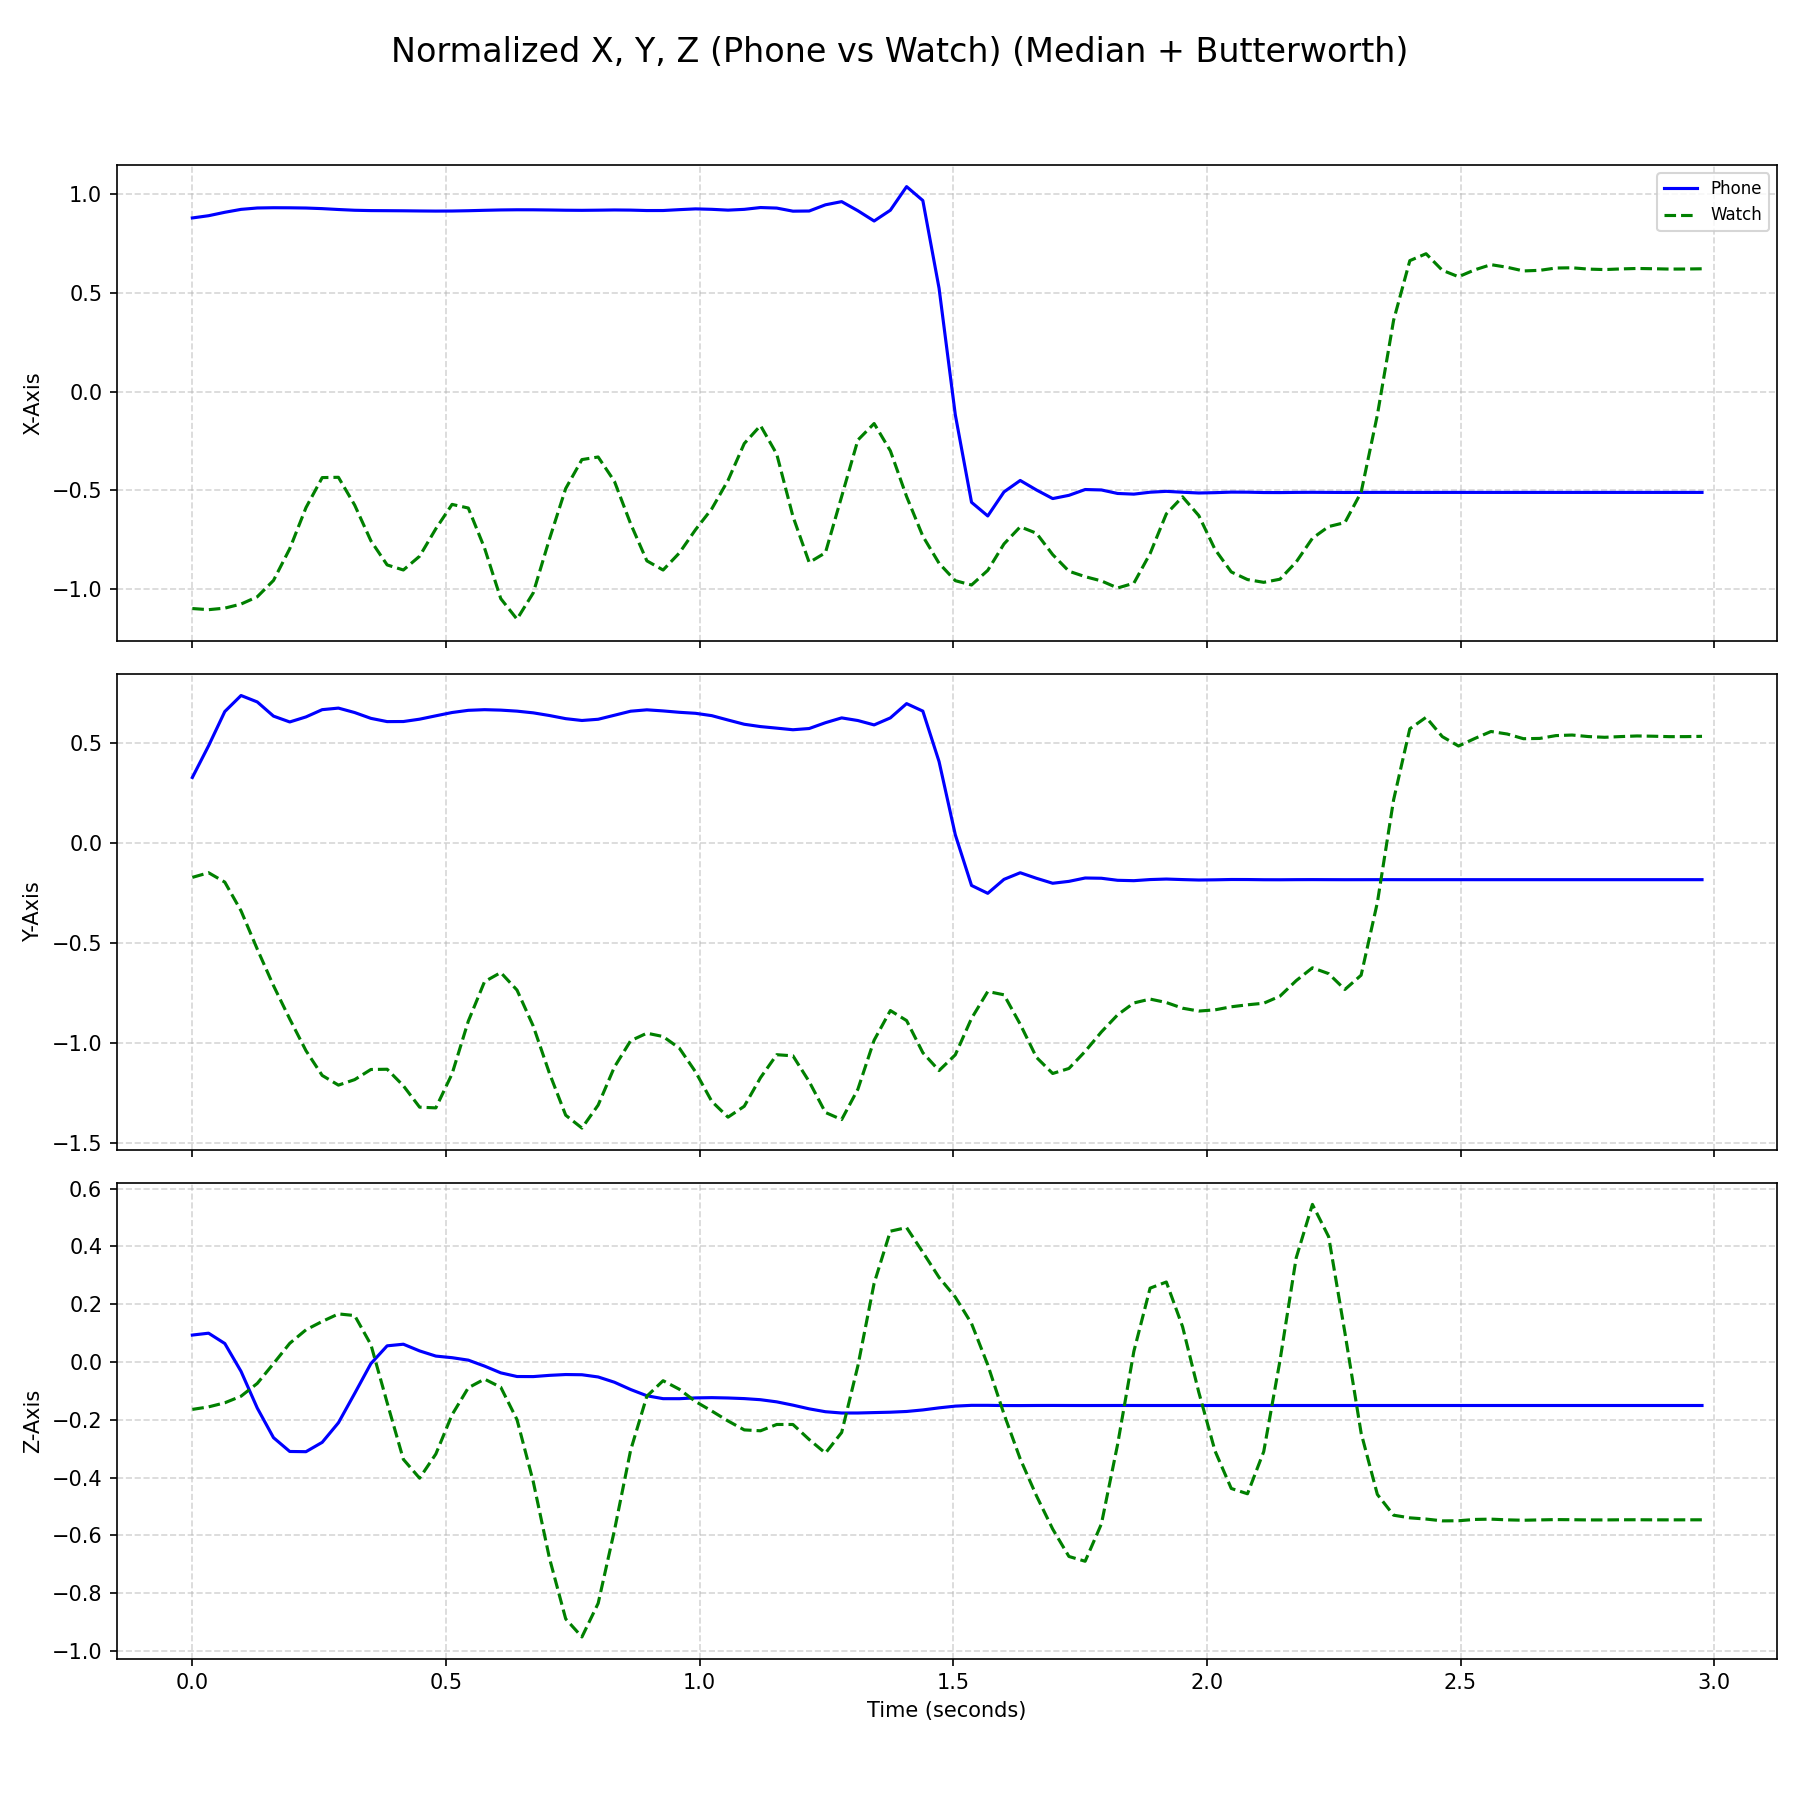 Normalized X, Y, Z (Phone vs Watch) (Median + Butterworth)
Phone
Watch
1.0
0.5
0.0
−0.5
−1.0
X-Axis
0.5
0.0
−0.5
−1.0
−1.5
Y-Axis
0.6
0.4
0.2
0.0
−0.2
−0.4
−0.6
−0.8
−1.0
Z-Axis
0.0 0.5 1.0 1.5 2.0 2.5 3.0
Time (seconds)